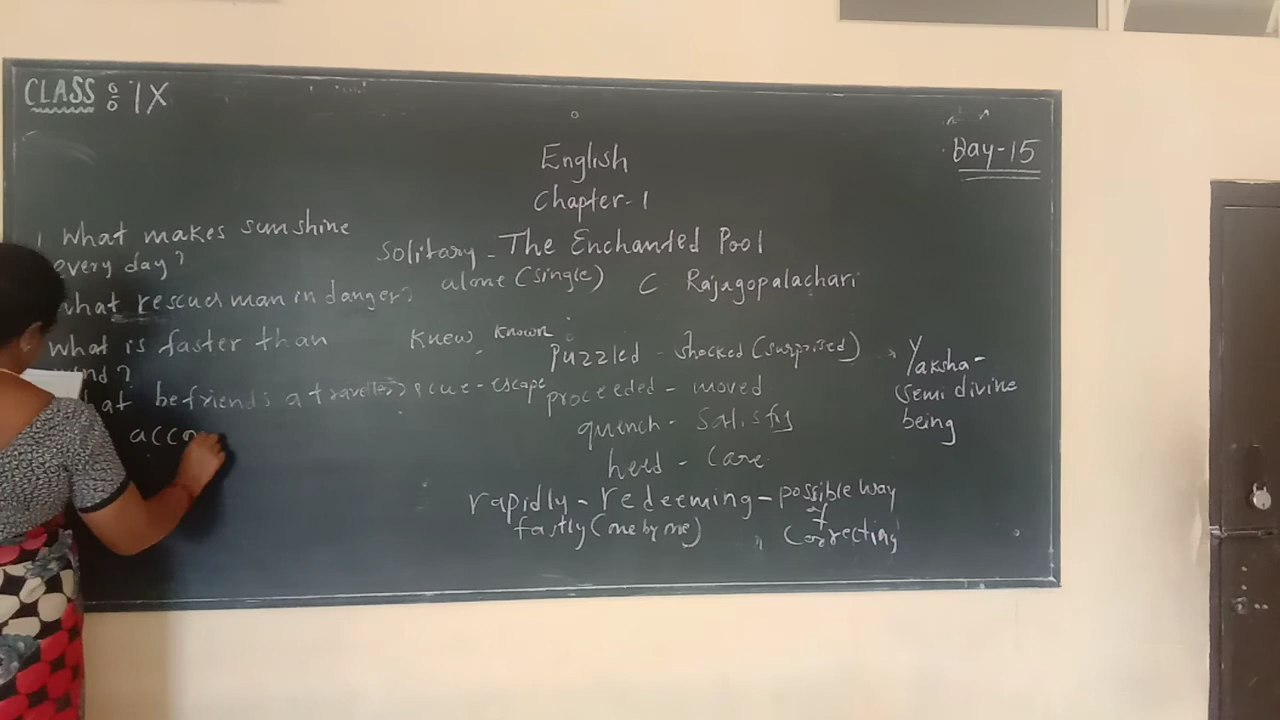 CLASS : IX
Day-15
English
Chapter-1
The Enchanted Pool
C Rajagopalachari
What makes sunshine
every day?
What rescued man in danger?
What is faster than
wind?
What befriends a traveller?
acco
Solitary -
alone (single)
Knew known
rescue - escape
Puzzled - shocked (surprised)
proceeded - moved
quench - Satisfy
heed - Care
rapidly - redeeming - possible way
of
fastly (one by one)
Correcting
Yaksha -
Semi divine
being